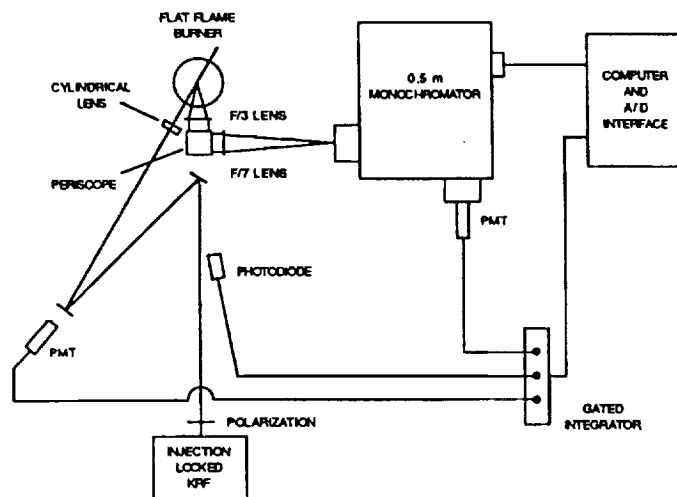 FLAT FLAME
BURNER
CYLINDRICAL
LENS
F/3 LENS
PERISCOPE
F/7 LENS
0.5 m
MONOCHROMATOR
COMPUTER
AND
A/D
INTERFACE
PMT
PHOTODIODE
PMT
GATED
INTEGRATOR
POLARIZATION
INJECTION
LOCKED
KRF